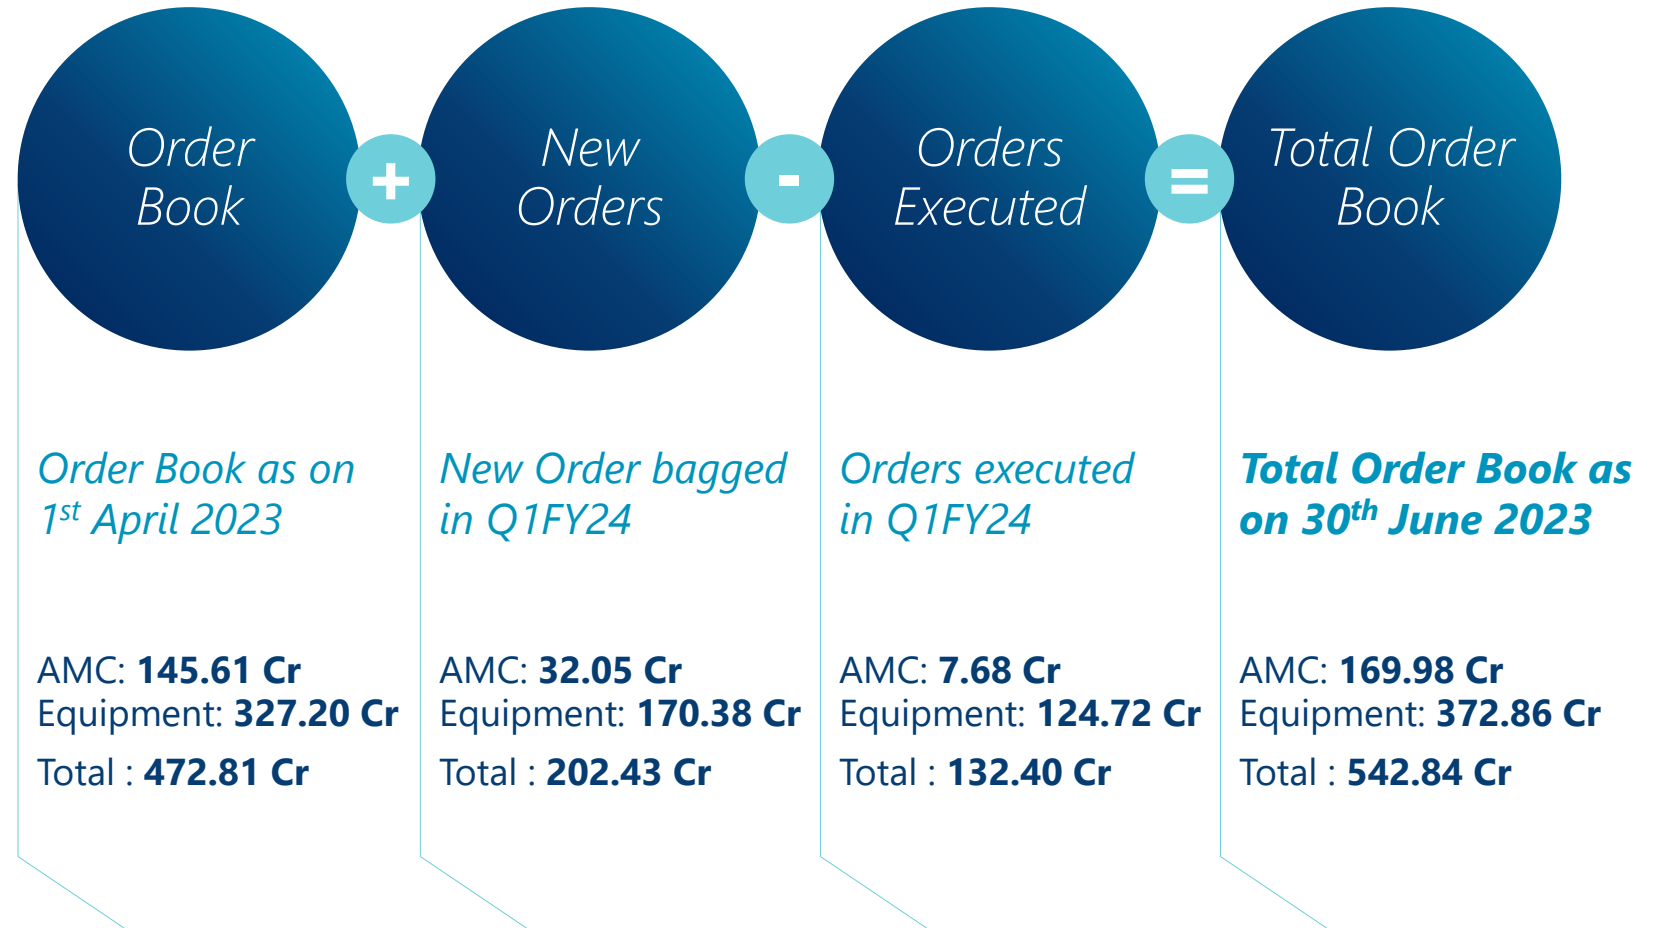 Order
Book
+
New
Orders
-
Orders
Executed
=
Total Order
Book
Order Book as on
1st April 2023
New Order bagged
in Q1FY24
Orders executed
in Q1FY24
Total Order Book as
on 30th June 2023
AMC: 145.61 Cr
Equipment: 327.20 Cr
Total : 472.81 Cr
AMC: 32.05 Cr
Equipment: 170.38 Cr
Total : 202.43 Cr
AMC: 7.68 Cr
Equipment: 124.72 Cr
Total : 132.40 Cr
AMC: 169.98 Cr
Equipment: 372.86 Cr
Total : 542.84 Cr